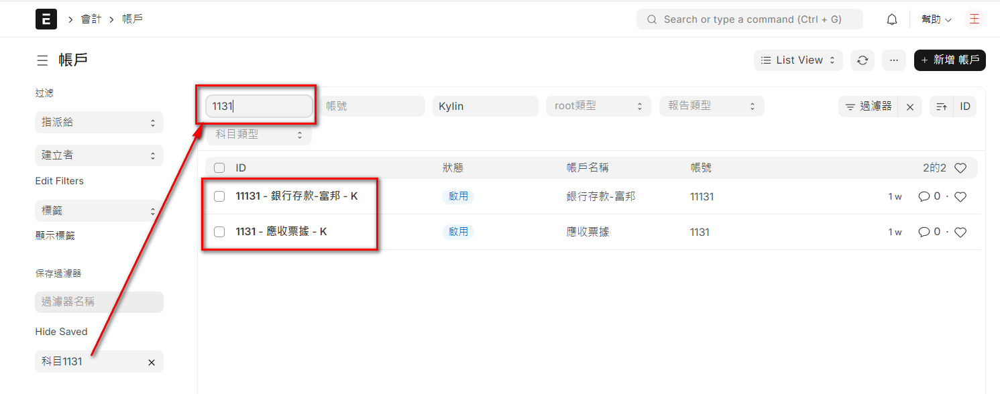 E 會計 帳戶 Search or type a command (Ctrl + G) 幫助 王
帳戶 List View ... + 新增 帳戶
过滤
指派給
建立者
Edit Filters
標籤
顯示標籤
保存過濾器
過濾器名稱
Hide Saved
科目1131
1131 帳號 Kylin root類型 報告類型 過濾器 ID
科目類型
ID 狀態 帳戶名稱 帳號 2的2
11131 - 銀行存款-富邦 - K 啟用 銀行存款-富邦 11131 1 w 0 ·
1131 - 應收票據 - K 啟用 應收票據 1131 1 w 0 ·